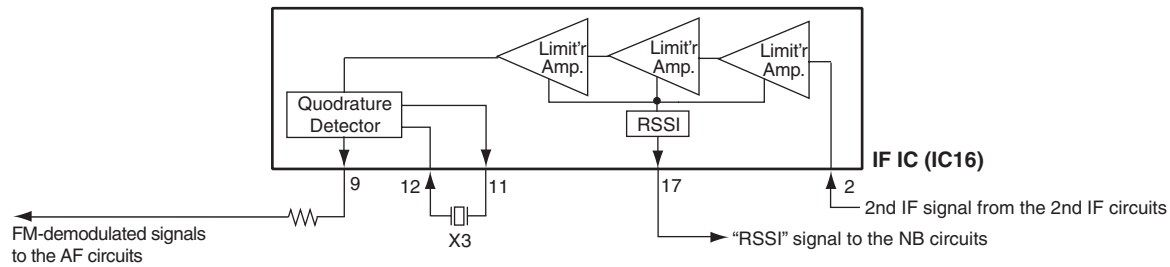 Limit'r
Amp.
Limit'r
Amp.
Limit'r
Amp.
Quodrature
Detector
RSSI
IF IC (IC16)
9
12
11
17
2
X3
2nd IF signal from the 2nd IF circuits
FM-demodulated signals
to the AF circuits
“RSSI” signal to the NB circuits